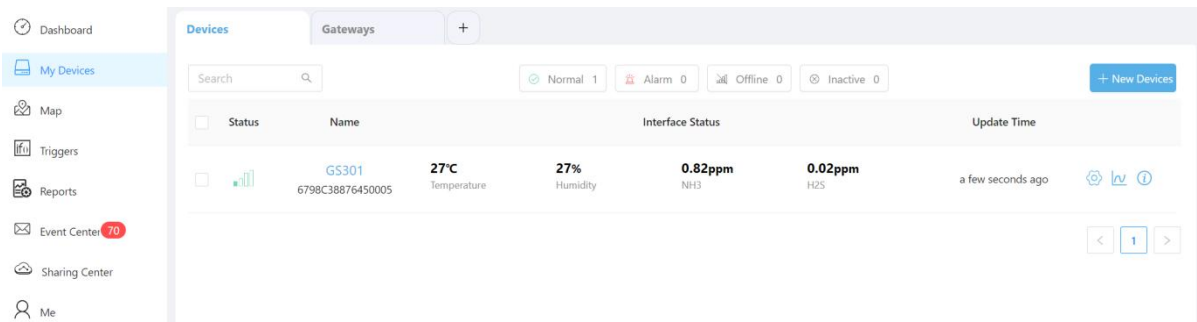 Dashboard
My Devices
Map
Triggers
Reports
Event Center 70
Sharing Center
Me
Devices Gateways +
Search Normal 1 Alarm 0 Offline 0 Inactive 0 + New Devices
Status Name Interface Status Update Time
GS301 27℃ 27% 0.82ppm 0.02ppm
6798C38876450005 Temperature Humidity NH3 H2S a few seconds ago
< 1 >